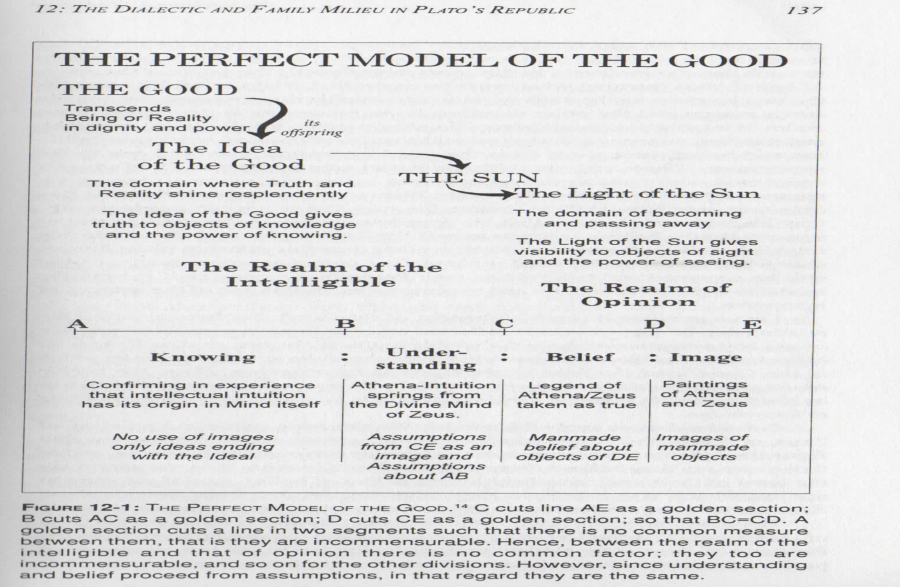 12: THE DIALECTIC AND FAMILY MILIEU IN PLATO'S REPUBLIC 137
THE PERFECT MODEL OF THE GOOD
THE GOOD
Transcends
Being or Reality
in dignity and power
its
offspring
The Idea
of the Good
THE SUN
The Light of the Sun
The domain where Truth and
Reality shine resplendently
The Idea of the Good gives
truth to objects of knowledge
and the power of knowing.
The domain of becoming
and passing away
The Light of the Sun gives
visibility to objects of sight
and the power of seeing.
The Realm of the
Intelligible
The Realm of
Opinion
A B C D E
Knowing : Under-
standing : Belief : Image
Confirming in experience
that intellectual intuition
has its origin in Mind itself
No use of images
only ideas ending
with the Ideal
Athena-Intuition
springs from
the Divine Mind
of Zeus.
Assumptions
from CE as an
image and
Assumptions
about AB
Legend of
Athena/Zeus
taken as true
Manmade
belief about
objects of DE
Paintings
of Athena
and Zeus
Images of
manmade
objects
FIGURE 12-1: THE PERFECT MODEL OF THE GOOD.¹⁴ C cuts line AE as a golden section;
B cuts AC as a golden section; D cuts CE as a golden section; so that BC=CD. A
golden section cuts a line in two segments such that there is no common measure
between them, that is they are incommensurable. Hence, between the realm of the
intelligible and that of opinion there is no common factor; they too are
incommensurable, and so on for the other divisions. However, since understanding
and belief proceed from assumptions, in that regard they are the same.